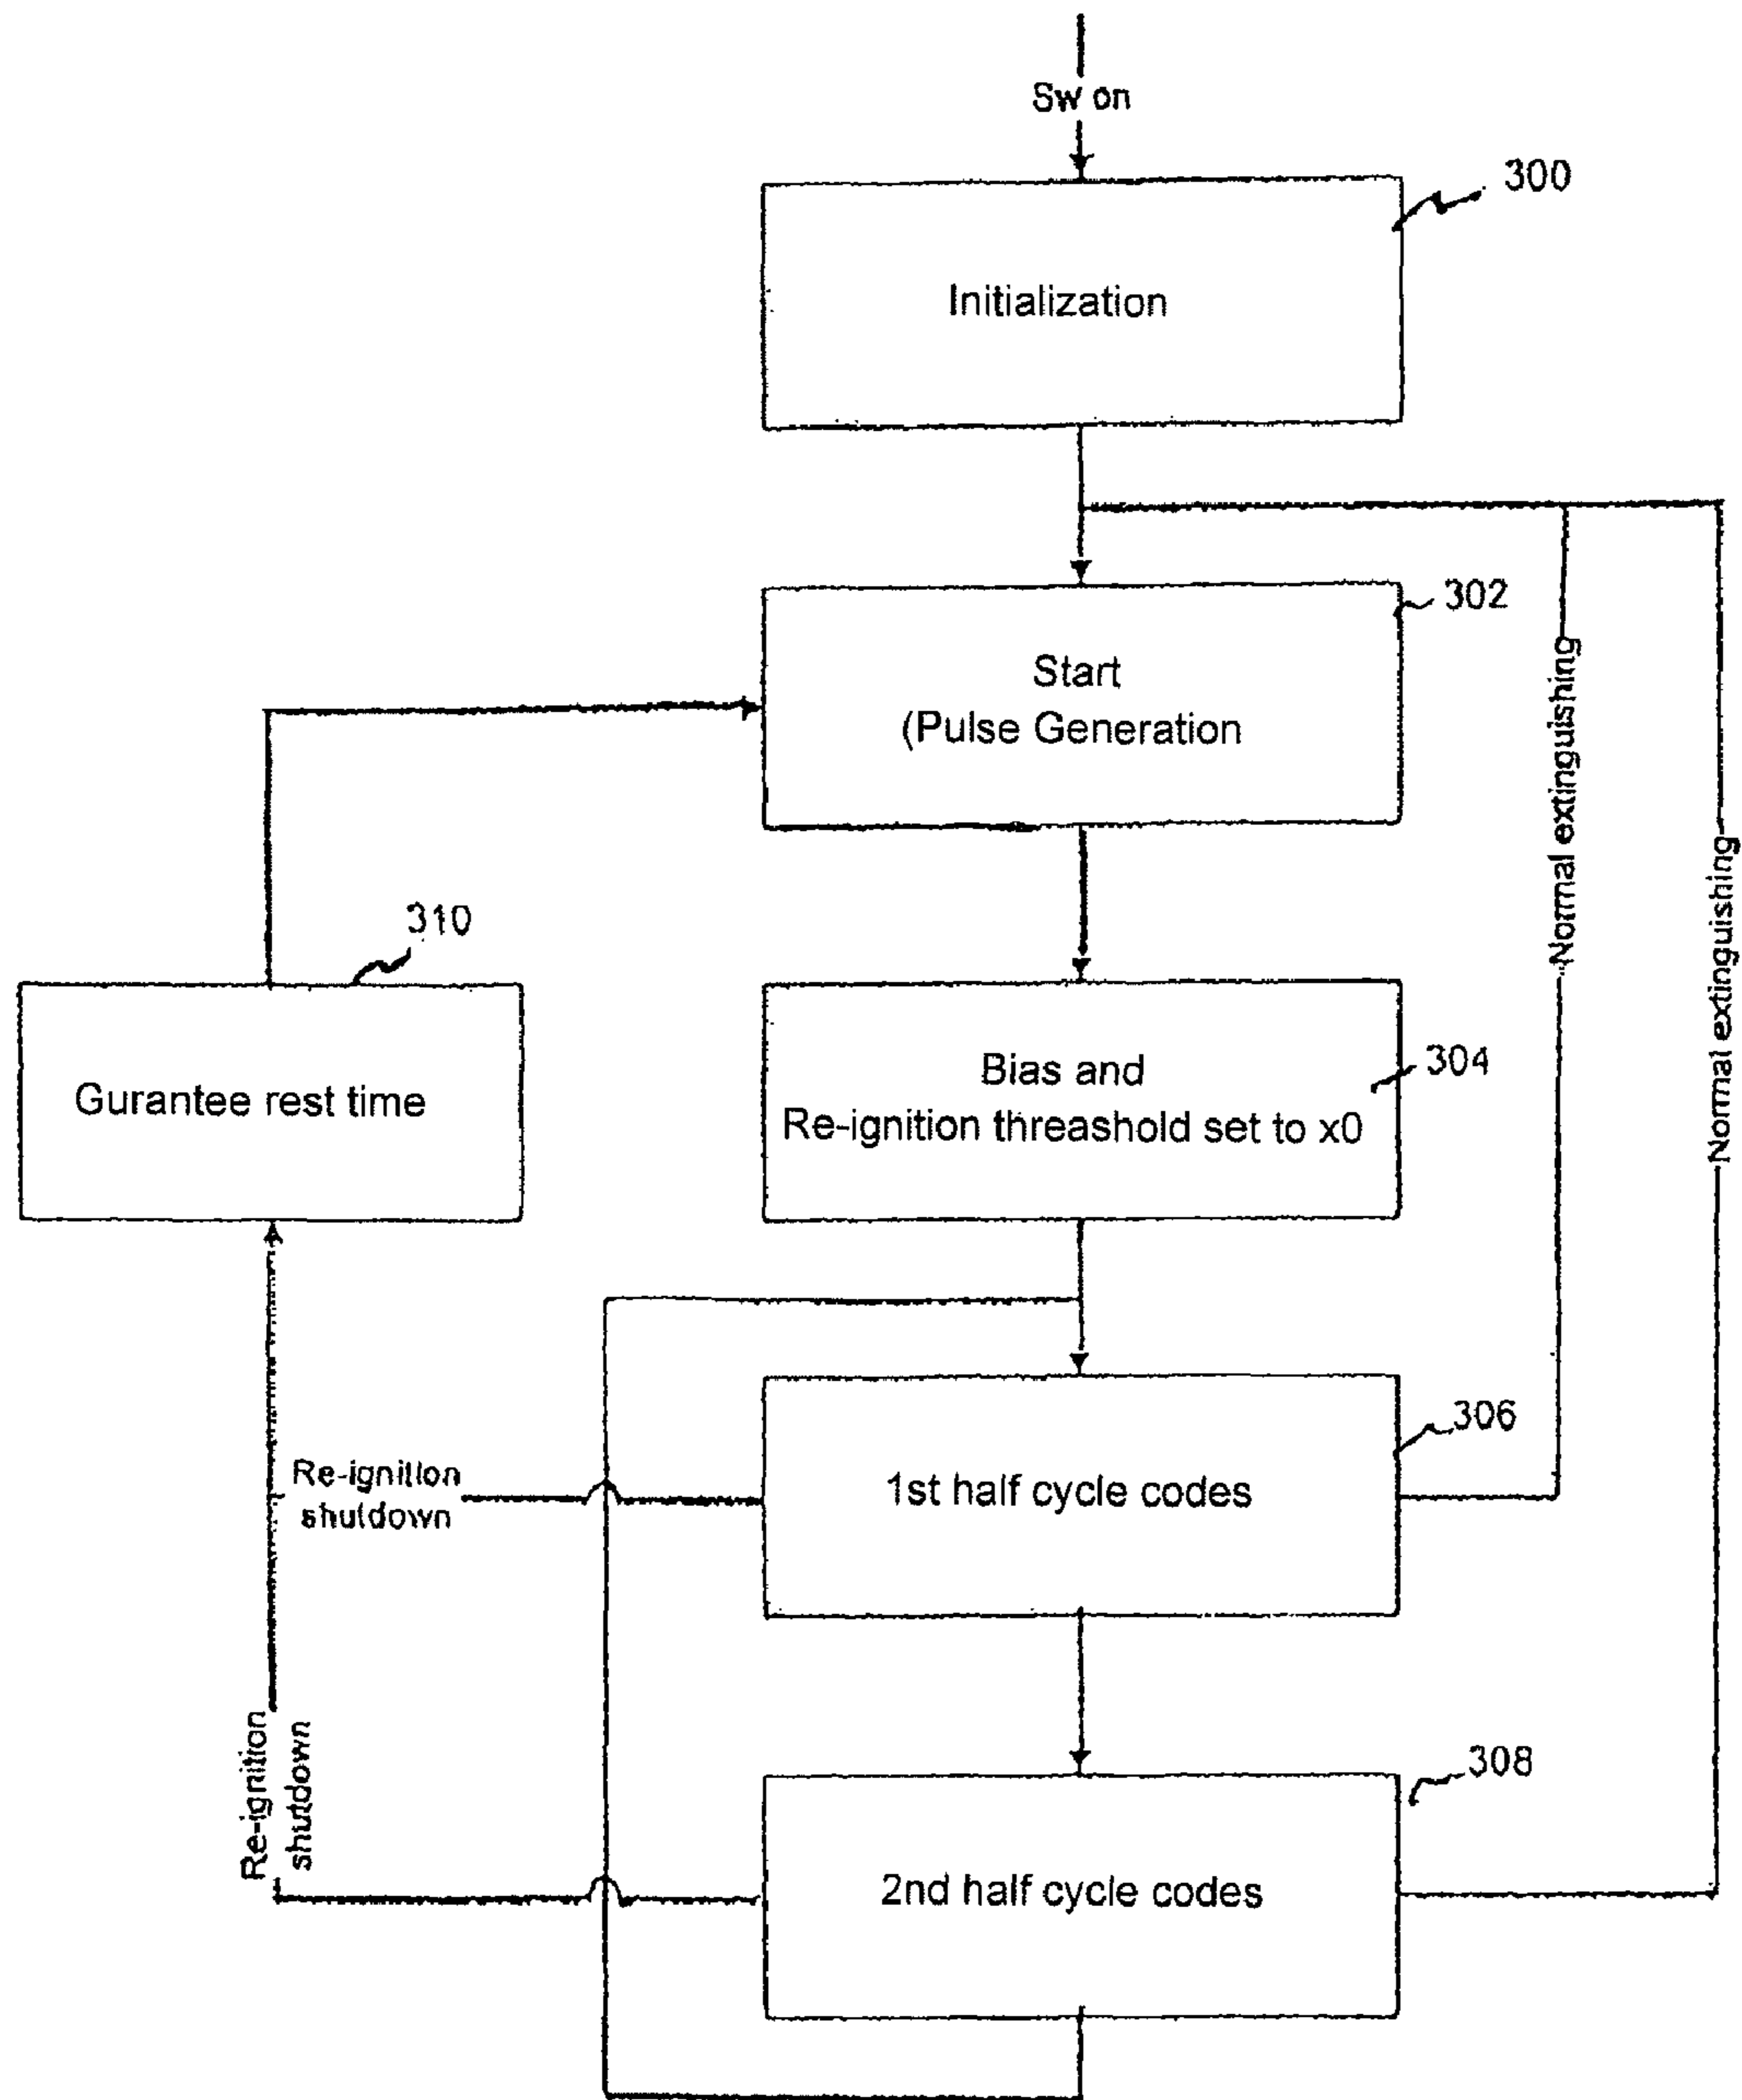 Sw on
300
Initialization
302
Start
(Pulse Generation
Normal extinguishing
Normal extinguishing
310
Gurantee rest time
304
Bias and
Re-ignition threashold set to x0
306
1st half cycle codes
Re-ignition
shutdown
Re-ignition
shutdown
308
2nd half cycle codes